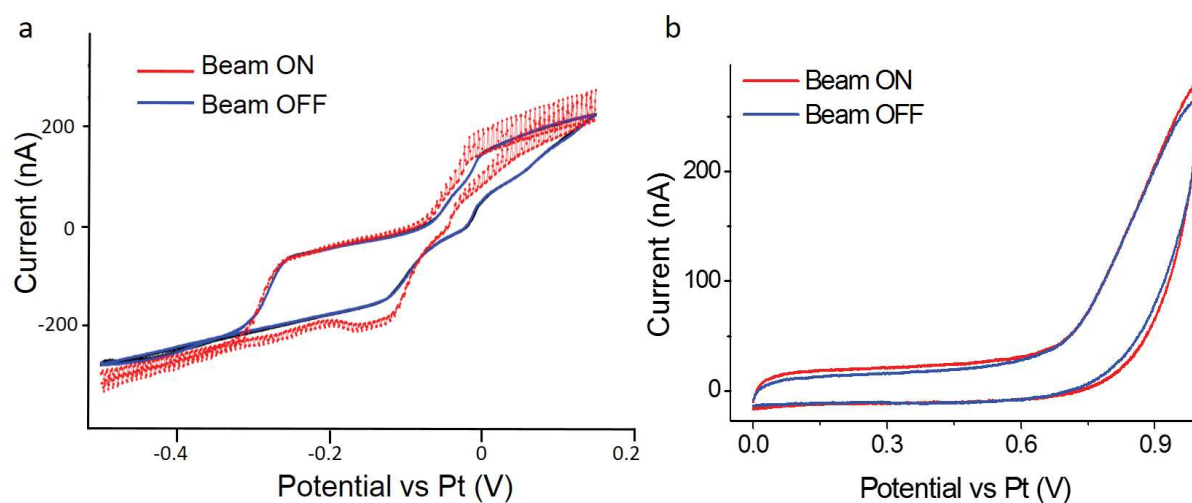 a
Beam ON
Beam OFF
Current (nA)
200
0
-200
-0.4
-0.2
0
0.2
Potential vs Pt (V)
b
Beam ON
Beam OFF
Current (nA)
200
100
0
0.0
0.3
0.6
0.9
Potential vs Pt (V)